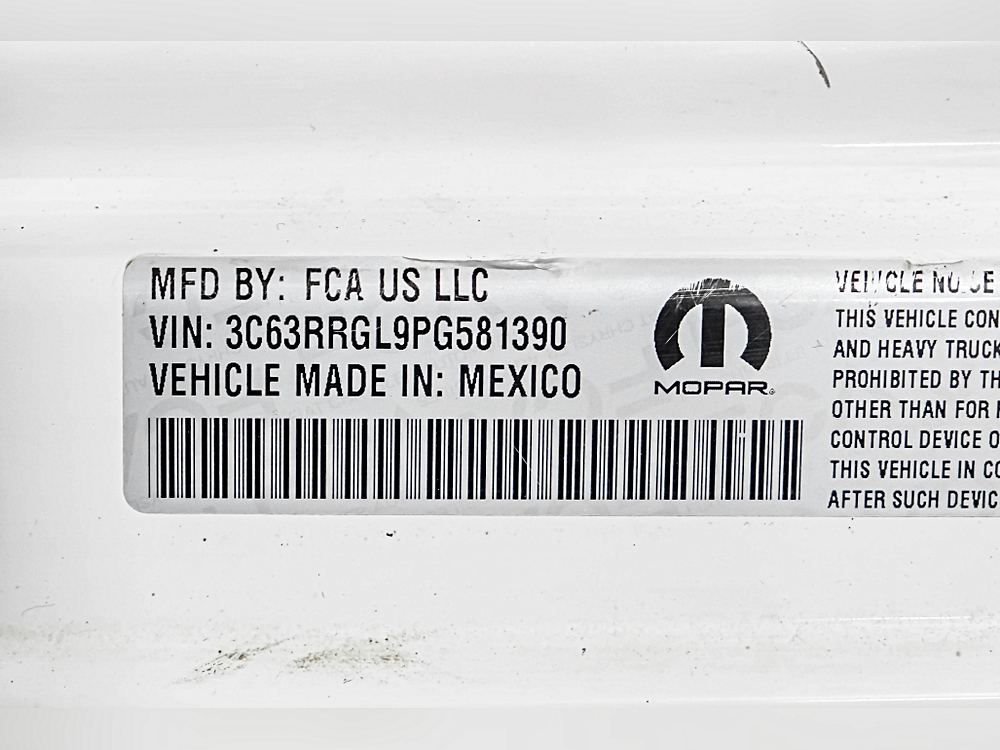 MFD BY: FCA US LLC
VIN: 3C63RRGL9PG581390
VEHICLE MADE IN: MEXICO
MOPAR
VEHICLE
THIS VEHICLE CON
AND HEAVY TRUCK
PROHIBITED BY TH
OTHER THAN FOR
CONTROL DEVICE O
THIS VEHICLE IN CO
AFTER SUCH DEVIC